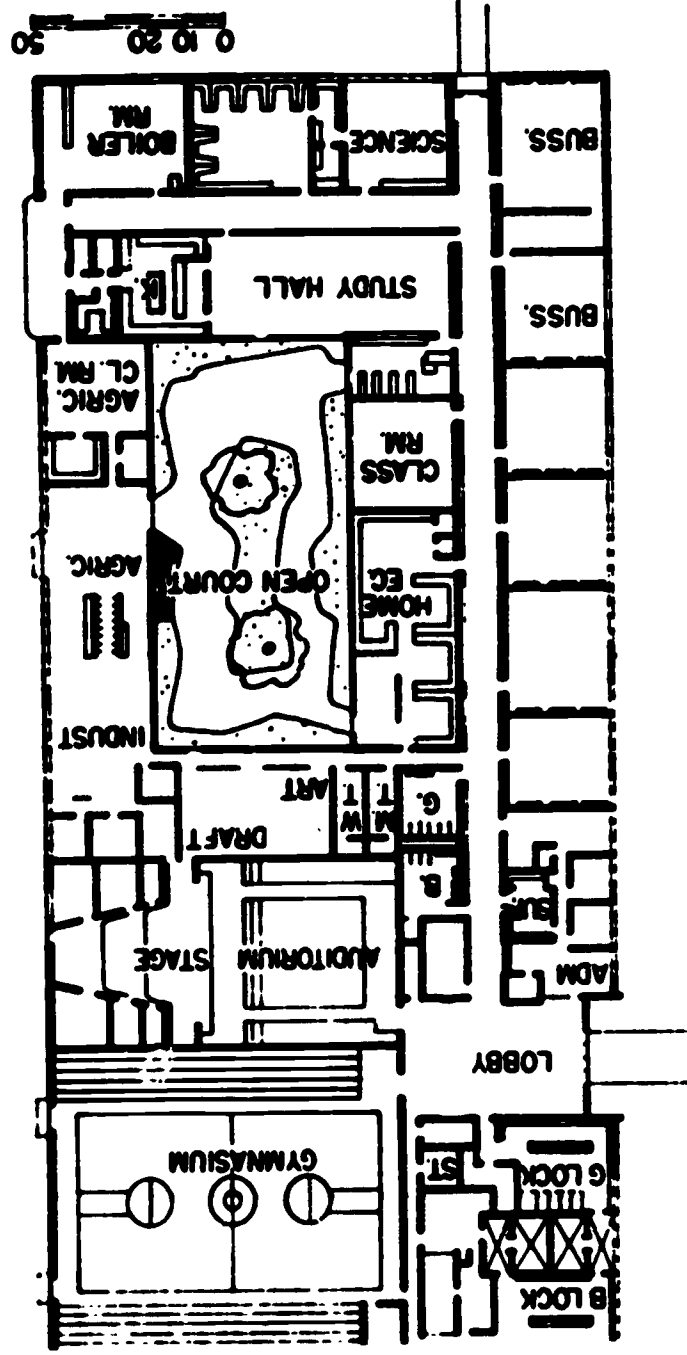 B LOCK
G LOCK
ST
GYMNASIUM
LOBBY
ADM
AUDITORIUM
STAGE
B.
DRAFT
G.
M
T
W
T
ART
INDUST
HOME
EC.
OPEN COURT
AGRIC.
CLASS
RM.
AGRIC.
CL. RM.
BUSS.
STUDY HALL
K.
BUSS.
SCIENCE
BOILER
RM.
0 10 20 50